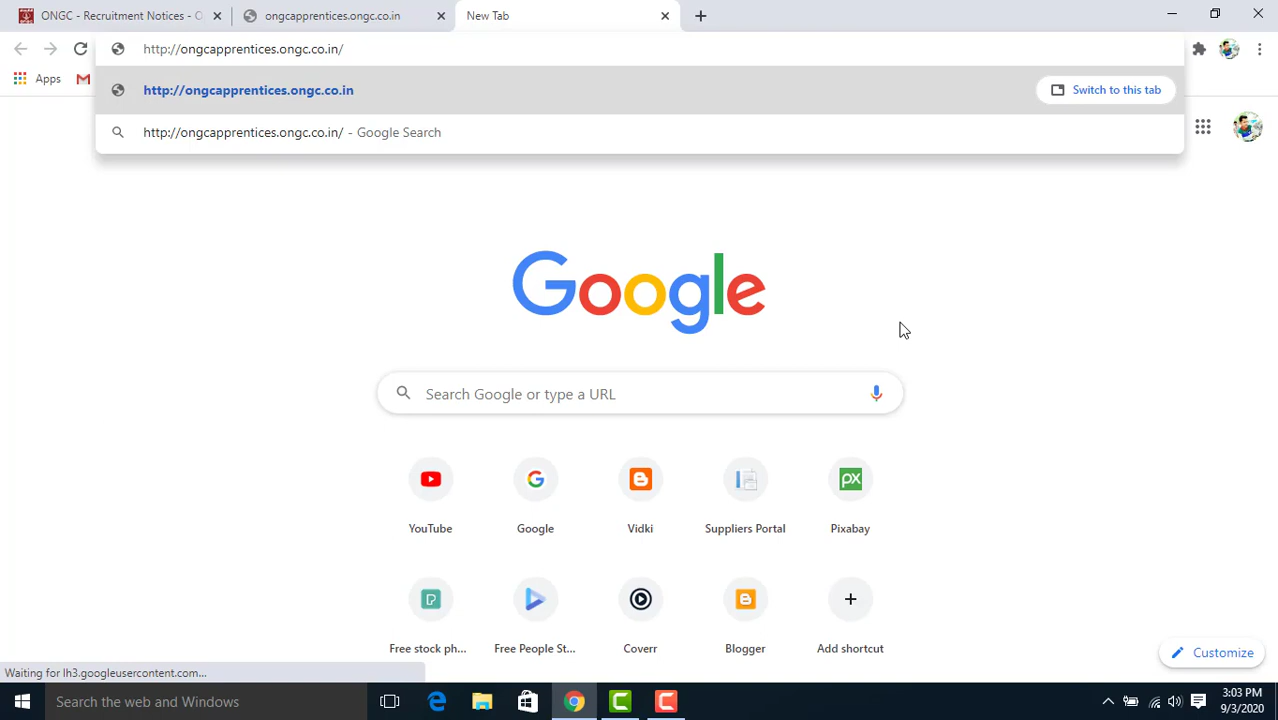 ONGC - Recruitment Notices - O
ongcapprentices.ongc.co.in
New Tab
http://ongcapprentices.ongc.co.in/
Apps
http://ongcapprentices.ongc.co.in
Switch to this tab
http://ongcapprentices.ongc.co.in/ - Google Search
Google
Search Google or type a URL
YouTube
Google
Vidki
Suppliers Portal
Pixabay
Free stock ph...
Free People St...
Coverr
Blogger
Add shortcut
Customize
Waiting for lh3.googleusercontent.com...
Search the web and Windows
3:03 PM
9/3/2020